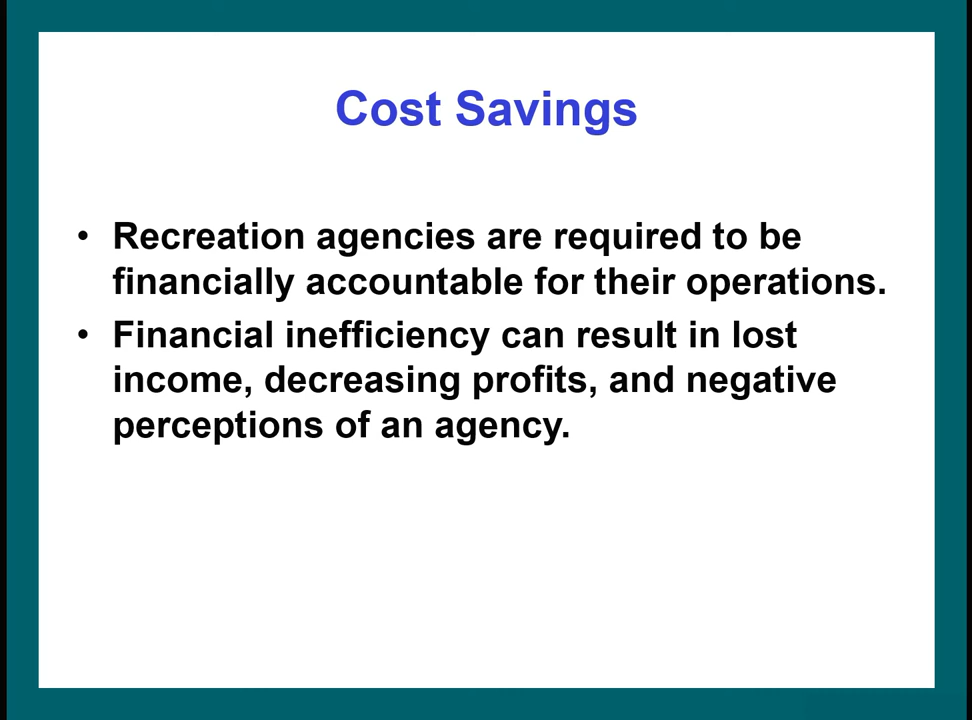 Cost Savings
• Recreation agencies are required to be
financially accountable for their operations.
• Financial inefficiency can result in lost
income, decreasing profits, and negative
perceptions of an agency.